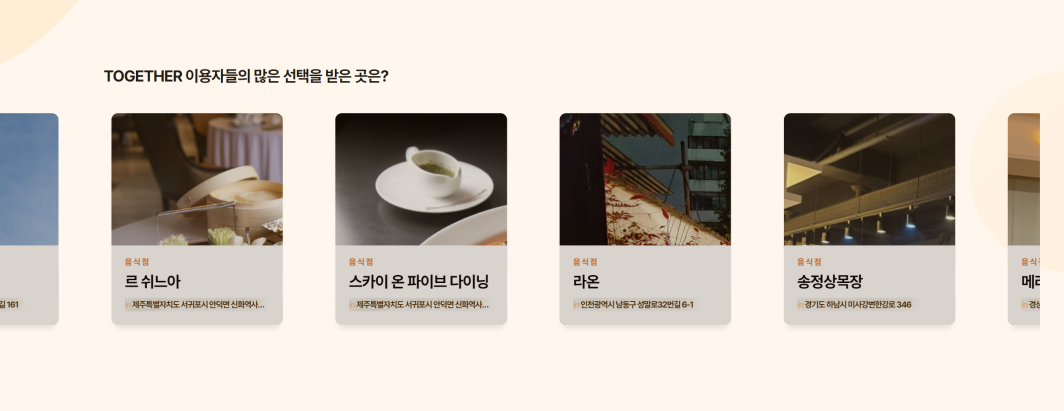 TOGETHER 이용자들의 많은 선택을 받은 곳은?
길 161
음식점
르 쉬느아
제주특별자치도 서귀포시 안덕면 신화역사...
음식점
스카이 온 파이브 다이닝
제주특별자치도 서귀포시 안덕면 신화역사...
음식점
라온
인천광역시 남동구 성말로32번길 6-1
음식점
송정상목장
경기도 하남시 미사강변한강로 346
음식